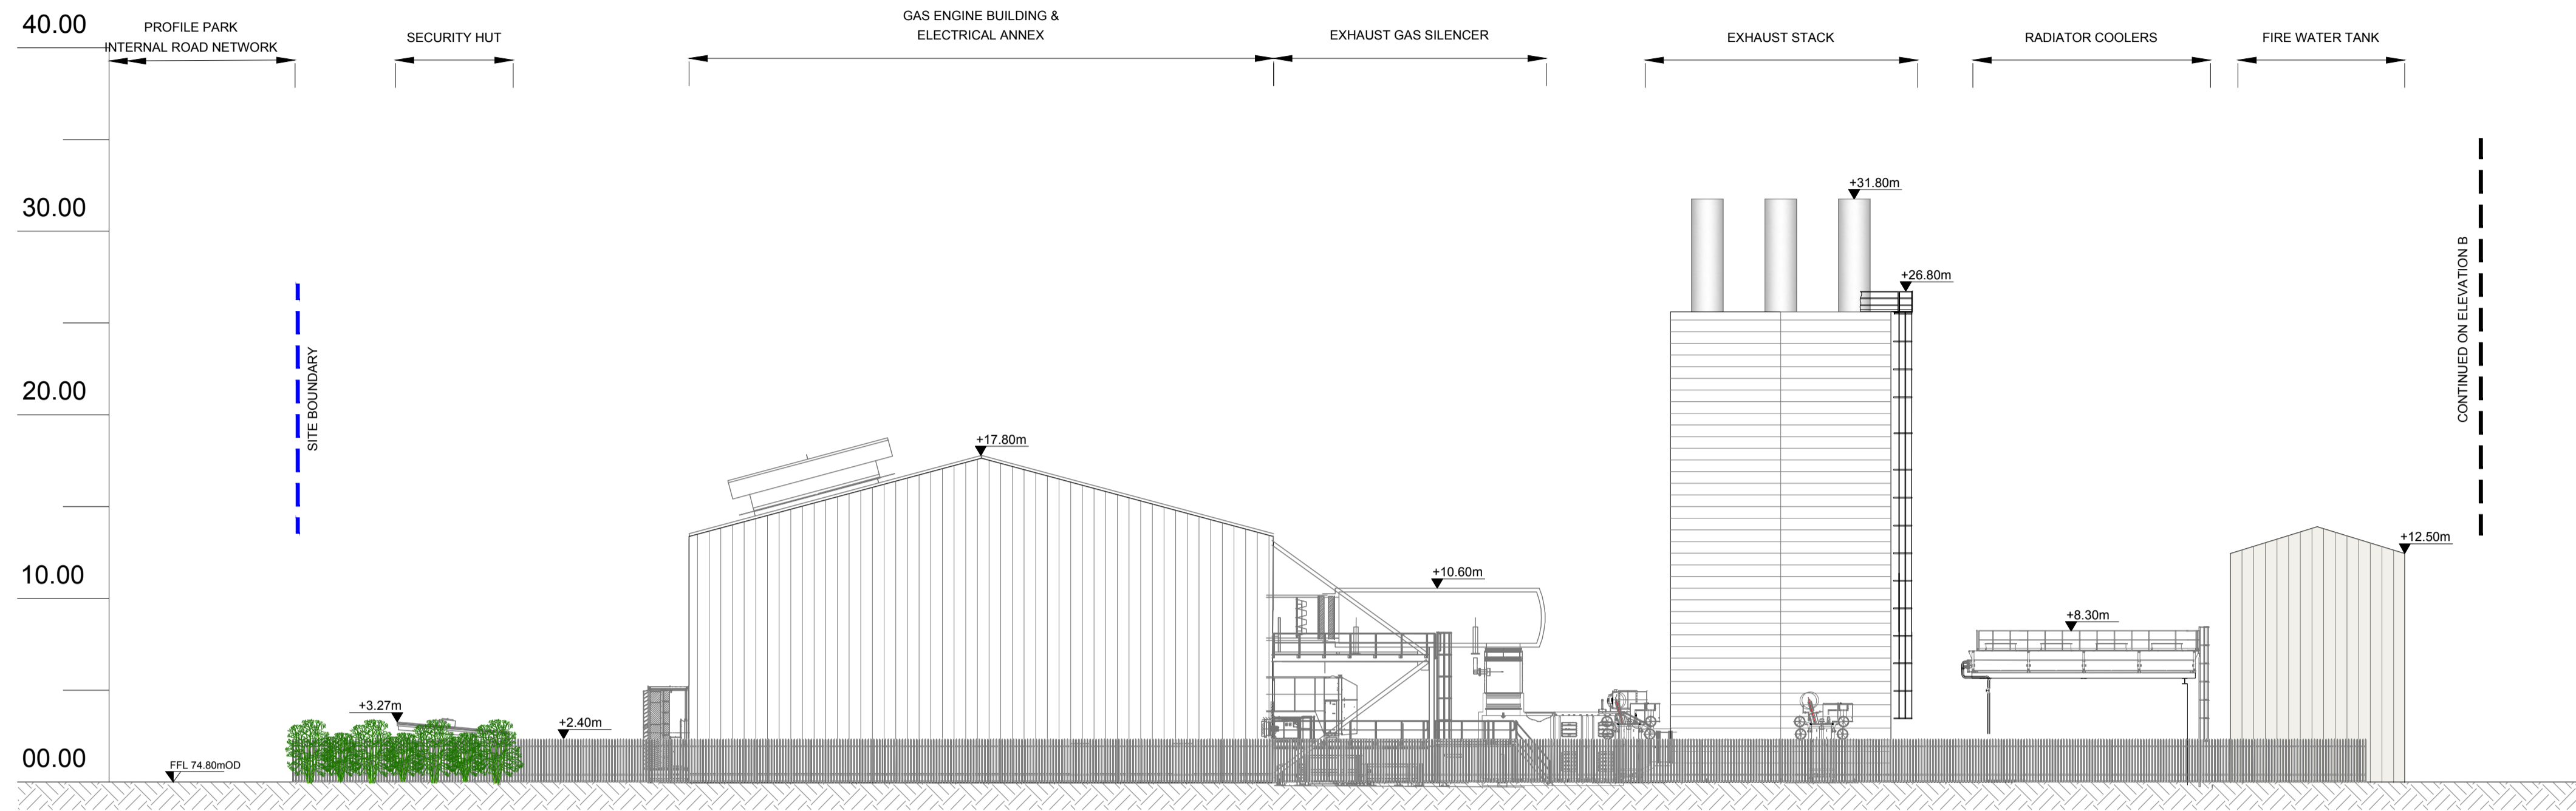 40.00
PROFILE PARK
INTERNAL ROAD NETWORK
SECURITY HUT
GAS ENGINE BUILDING &
ELECTRICAL ANNEX
EXHAUST GAS SILENCER
EXHAUST STACK
RADIATOR COOLERS
FIRE WATER TANK
30.00
+31.80m
+26.80m
SITE BOUNDARY
CONTINUED ON ELEVATION B
20.00
+17.80m
+12.50m
10.00
+10.60m
+8.30m
+3.27m
+2.40m
00.00
FFL 74.80mOD